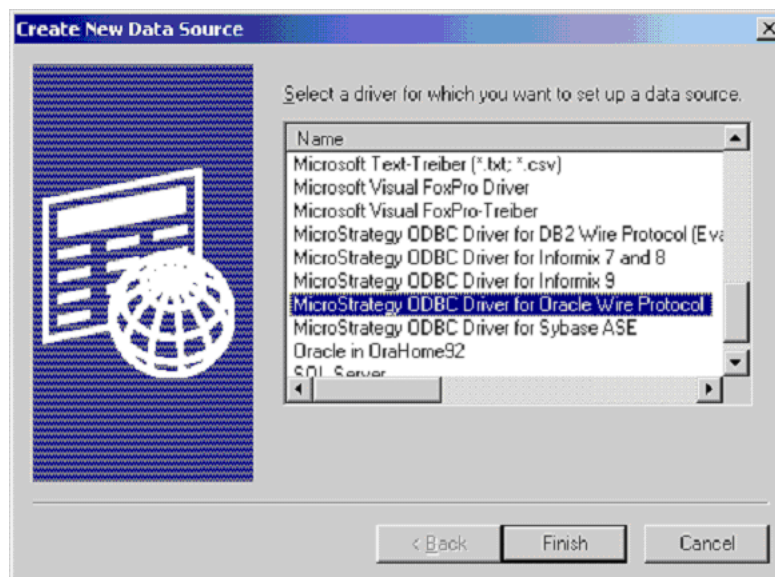 Create New Data Source
Select a driver for which you want to set up a data source.
Name
Microsoft Text-Treiber (*.txt; *.csv)
Microsoft Visual FoxPro Driver
Microsoft Visual FoxPro-Treiber
MicroStrategy ODBC Driver for DB2 Wire Protocol (Eva
MicroStrategy ODBC Driver for Informix 7 and 8
MicroStrategy ODBC Driver for Informix 9
MicroStrategy ODBC Driver for Oracle Wire Protocol
MicroStrategy ODBC Driver for Sybase ASE
Oracle in OraHome92
SQL Server
< Back Finish Cancel